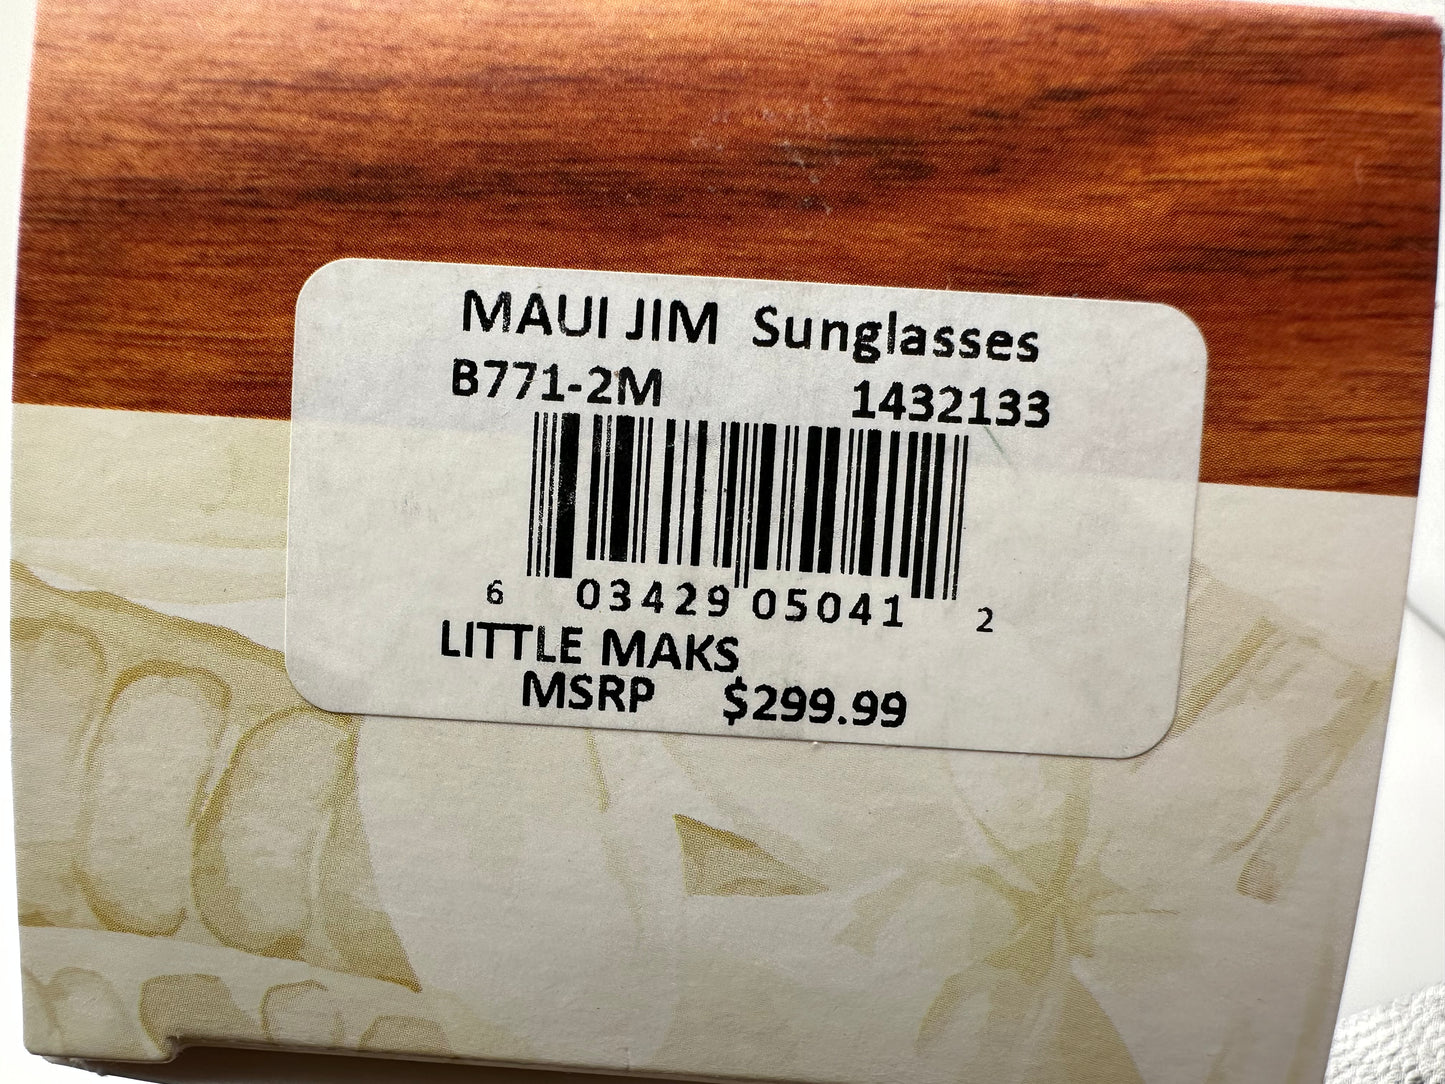 MAUI JIM Sunglasses
B771-2M 1432133
6 03429 05041 2
LITTLE MAKS
MSRP $299.99